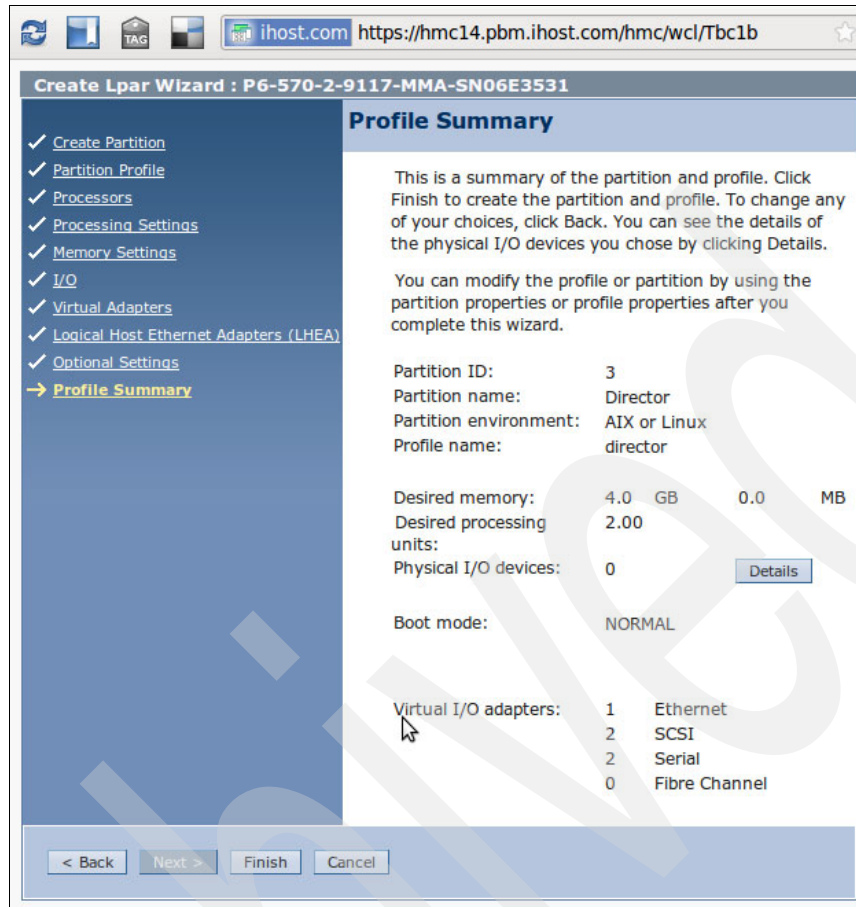 TAG
ihost.com https://hmc14.pbm.ihost.com/hmc/wcl/Tbc1b
Create Lpar Wizard : P6-570-2-9117-MMA-SN06E3531
Create Partition
Partition Profile
Processors
Processing Settings
Memory Settings
I/O
Virtual Adapters
Logical Host Ethernet Adapters (LHEA)
Optional Settings
Profile Summary
Profile Summary
This is a summary of the partition and profile. Click
Finish to create the partition and profile. To change any
of your choices, click Back. You can see the details of
the physical I/O devices you chose by clicking Details.
You can modify the profile or partition by using the
partition properties or profile properties after you
complete this wizard.
Partition ID: 3
Partition name: Director
Partition environment: AIX or Linux
Profile name: director
Desired memory: 4.0 GB 0.0 MB
Desired processing 2.00
units:
Physical I/O devices: 0 Details
Boot mode: NORMAL
Virtual I/O adapters: 1 Ethernet
2 SCSI
2 Serial
0 Fibre Channel
< Back Next > Finish Cancel